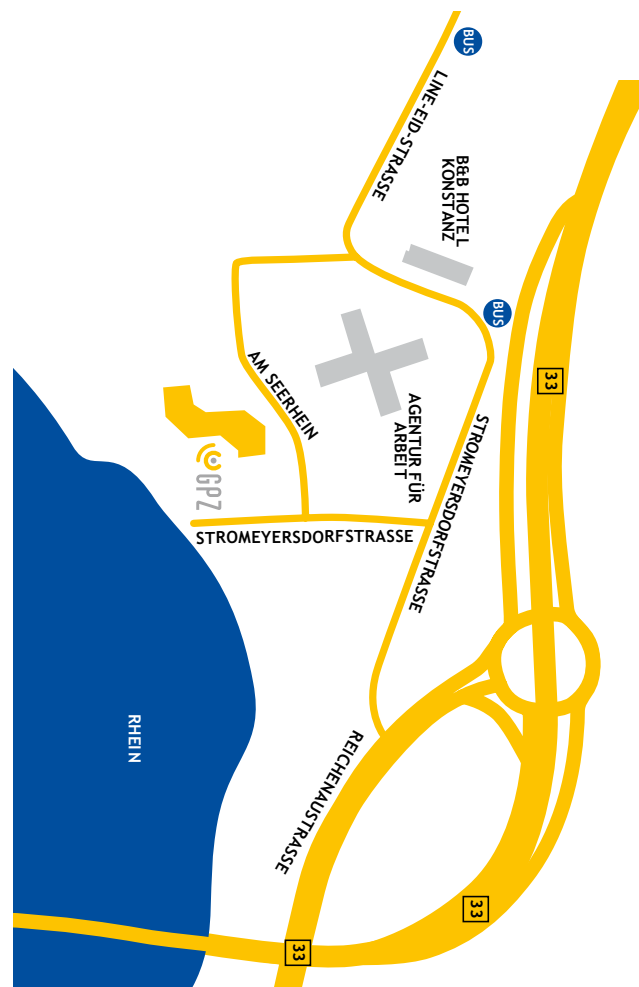 BUS
LINE-EID-STRASSE
B&B HOTEL
KONSTANZ
BUS
33
AM SEERHEIN
AGENTUR FÜR
ARBEIT
STROMEYERSDORFSTRASSE
GPZ
STROMEYERSDORFSTRASSE
RHEIN
REICHENAUSTRASSE
33
33